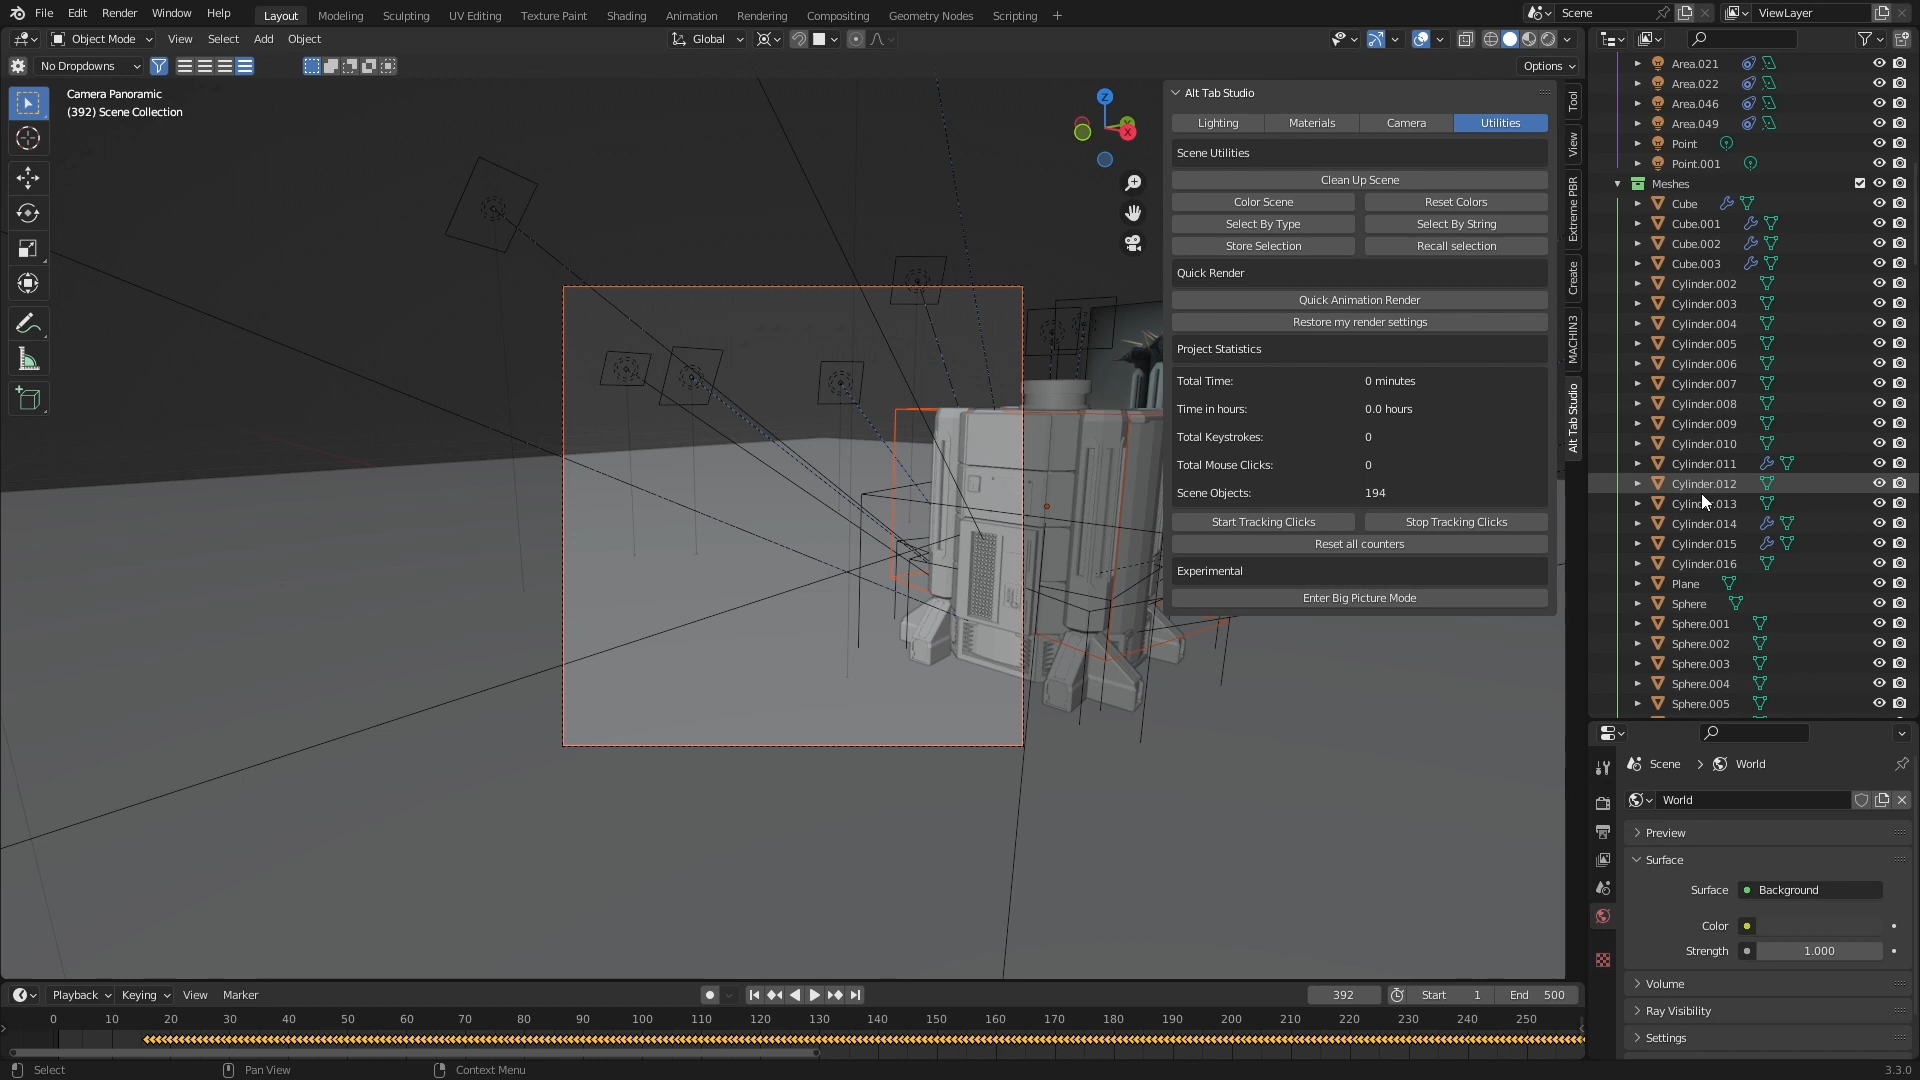 File Edit Render Window Help Layout Modeling Sculpting UV Editing Texture Paint Shading Animation Rendering Compositing Geometry Nodes Scripting + Scene ViewLayer
Object Mode View Select Add Object Global
No Dropdowns Options
Camera Panoramic
(392) Scene Collection
Z
Y
X
Alt Tab Studio
Lighting Materials Camera Utilities
Scene Utilities
Clean Up Scene
Color Scene Reset Colors
Select By Type Select By String
Store Selection Recall selection
Quick Render
Quick Animation Render
Restore my render settings
Project Statistics
Total Time: 0 minutes
Time in hours: 0.0 hours
Total Keystrokes: 0
Total Mouse Clicks: 0
Scene Objects: 194
Start Tracking Clicks Stop Tracking Clicks
Reset all counters
Experimental
Enter Big Picture Mode
Tool
View
Extreme PBR
Create
MACHIN3
Alt Tab Studio
Area.021
Area.022
Area.046
Area.049
Point
Point.001
Meshes
Cube
Cube.001
Cube.002
Cube.003
Cylinder.002
Cylinder.003
Cylinder.004
Cylinder.005
Cylinder.006
Cylinder.007
Cylinder.008
Cylinder.009
Cylinder.010
Cylinder.011
Cylinder.012
Cylinder.013
Cylinder.014
Cylinder.015
Cylinder.016
Plane
Sphere
Sphere.001
Sphere.002
Sphere.003
Sphere.004
Sphere.005
Scene > World
World
Preview
Surface
Surface Background
Color
Strength 1.000
Volume
Ray Visibility
Settings
Playback Keying View Marker 392 Start 1 End 500
0 10 20 30 40 50 60 70 80 90 100 110 120 130 140 150 160 170 180 190 200 210 220 230 240 250
Select Pan View Context Menu 3.3.0